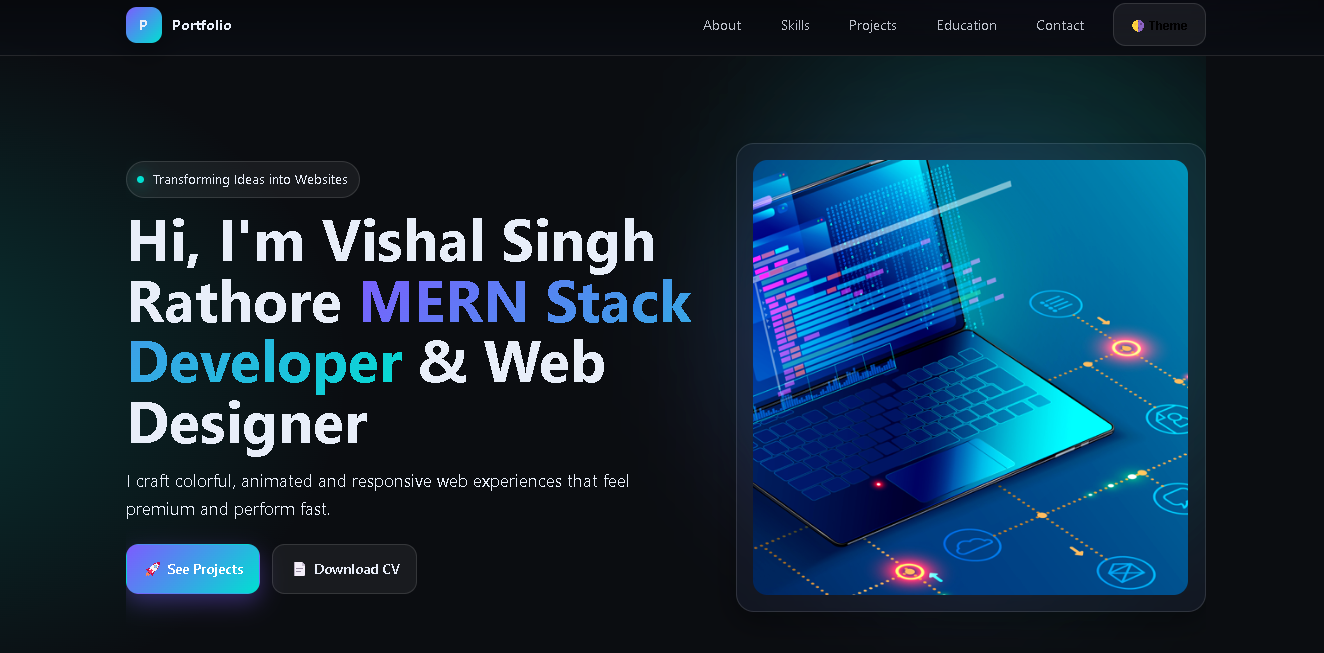 P Portfolio About Skills Projects Education Contact Theme
Transforming Ideas into Websites
Hi, I'm Vishal Singh
Rathore MERN Stack
Developer & Web
Designer
I craft colorful, animated and responsive web experiences that feel
premium and perform fast.
See Projects Download CV